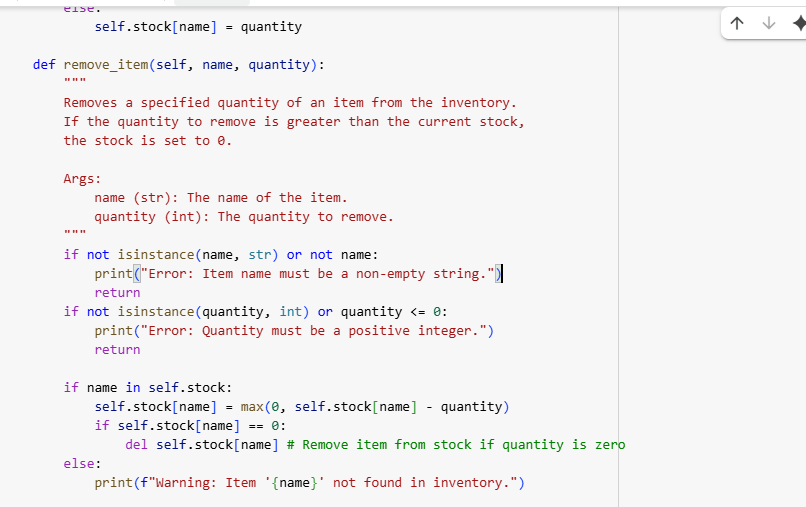 else:
self.stock[name] = quantity
def remove_item(self, name, quantity):
"""
Removes a specified quantity of an item from the inventory.
If the quantity to remove is greater than the current stock,
the stock is set to 0.
Args:
name (str): The name of the item.
quantity (int): The quantity to remove.
"""
if not isinstance(name, str) or not name:
print("Error: Item name must be a non-empty string.")
return
if not isinstance(quantity, int) or quantity <= 0:
print("Error: Quantity must be a positive integer.")
return
if name in self.stock:
self.stock[name] = max(0, self.stock[name] - quantity)
if self.stock[name] == 0:
del self.stock[name] # Remove item from stock if quantity is zero
else:
print(f"Warning: Item '{name}' not found in inventory.")